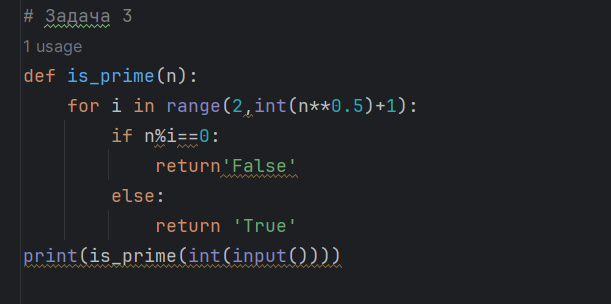 # Задача 3
1 usage
def is_prime(n):
    for i in range(2,int(n**0.5)+1):
        if n%i==0:
            return'False'
        else:
            return 'True'
print(is_prime(int(input())))